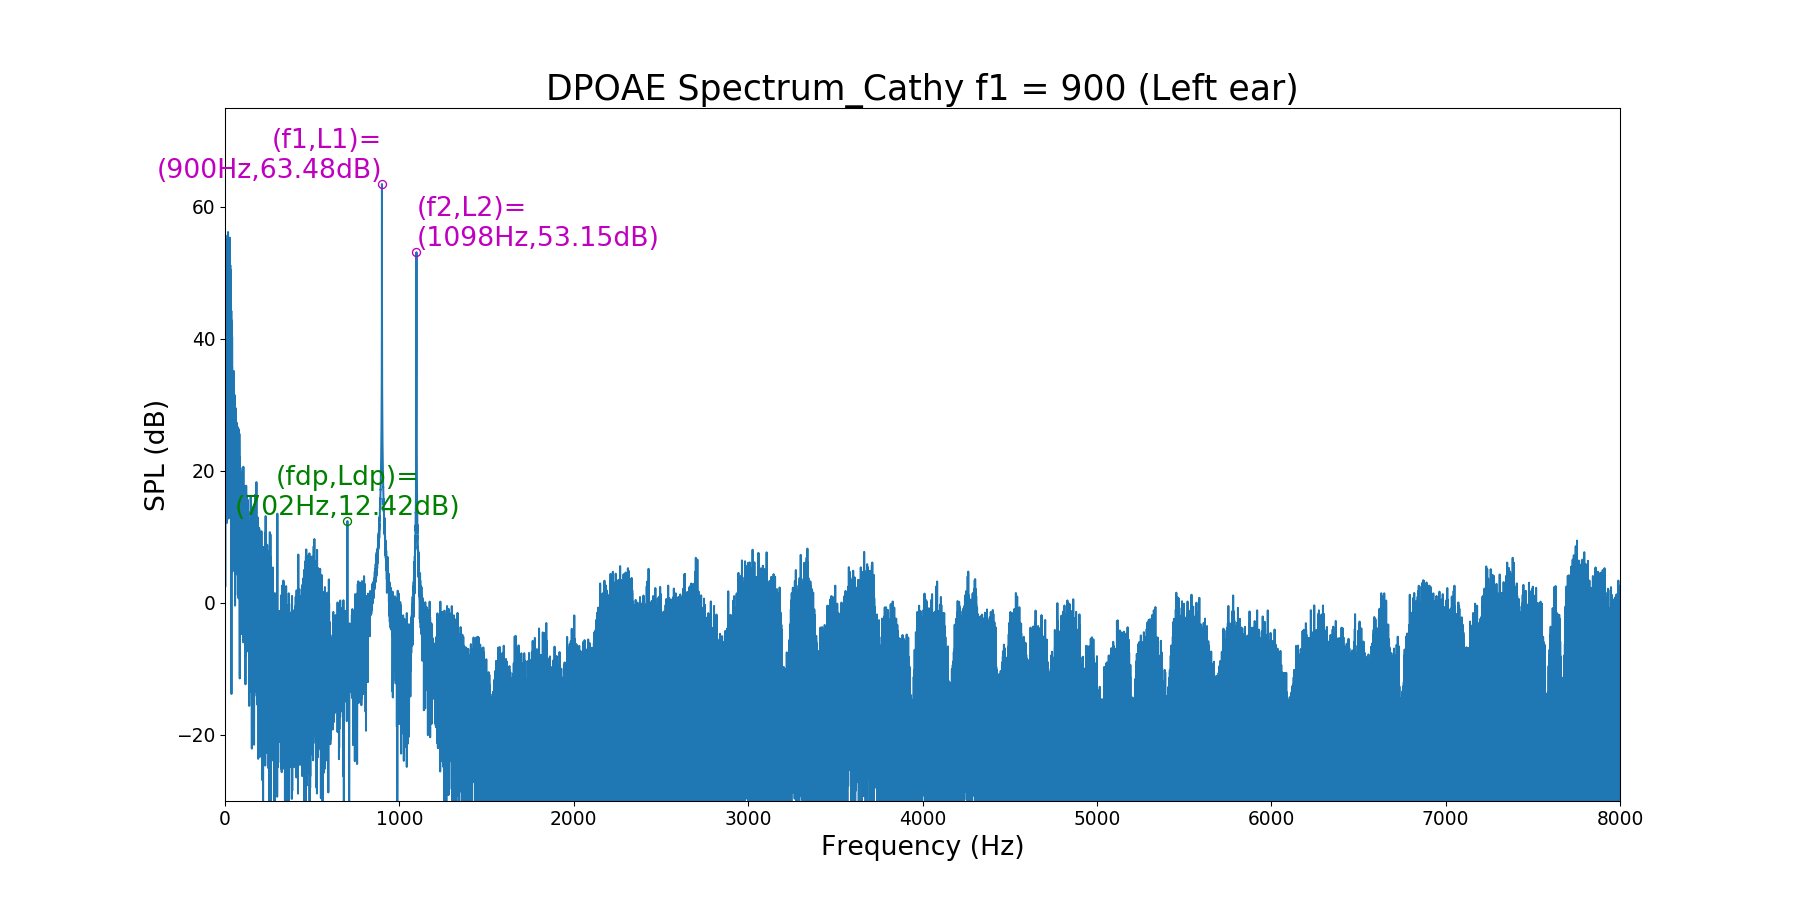 DPOAE Spectrum_Cathy f1 = 900 (Left ear)
(f1,L1)=
(900Hz,63.48dB)
(f2,L2)=
(1098Hz,53.15dB)
(fdp,Ldp)=
(702Hz,12.42dB)
SPL (dB)
60
40
20
0
−20
0 1000 2000 3000 4000 5000 6000 7000 8000
Frequency (Hz)